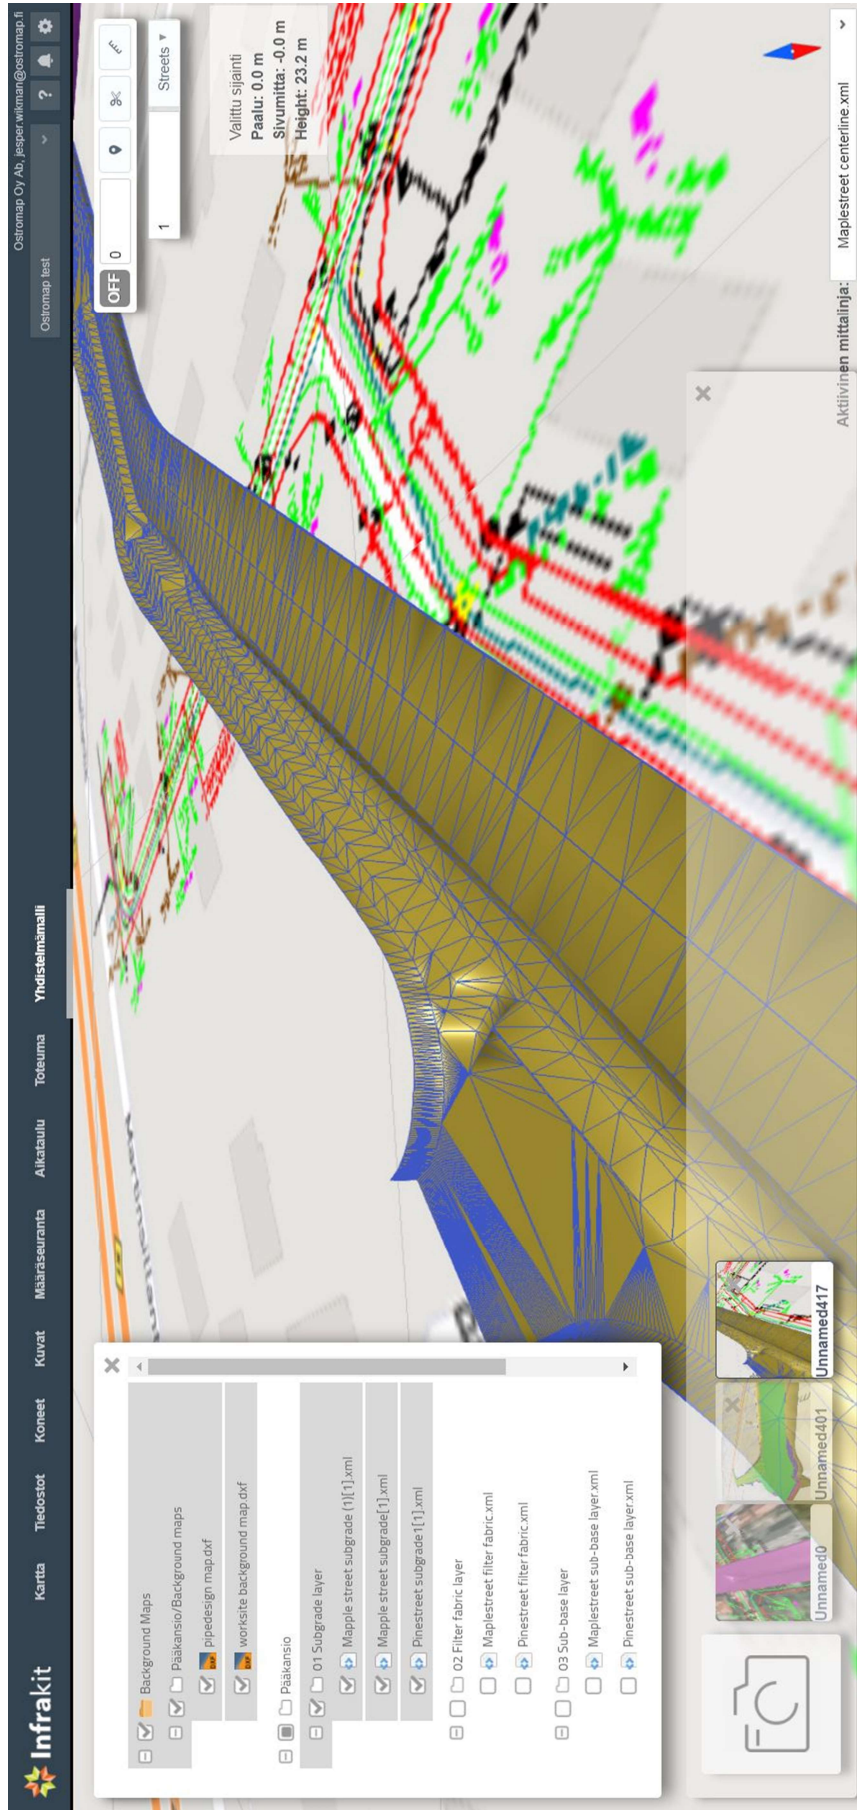 Infrakit
Kartta
Tiedostot
Koneet
Kuvat
Määräseuranta
Aikataulu
Toteuma
Yhdistelmämalli
Ostromap Oy Ab, jesper.wikman@ostromap.fi
Ostromap test
?
OFF
0
1
Streets
Valittu sijainti
Paalu: 0.0 m
Sivumitta: -0.0 m
Height: 23.2 m
Background Maps
Pääkansio/Background maps
pipedesign map.dxf
worksite background map.dxf
Pääkansio
01 Subgrade layer
Mapple street subgrade (1)[1].xml
Mapple street subgrade[1].xml
Pinestreet subgrade1[1].xml
02 Filter fabric layer
Maplestreet filter fabric.xml
Pinestreet filter fabric.xml
03 Sub-base layer
Maplestreet sub-base layer.xml
Pinestreet sub-base layer.xml
Unnamed0
Unnamed401
Unnamed417
Aktiivinen mittalinja:
Maplestreet centerline.xml